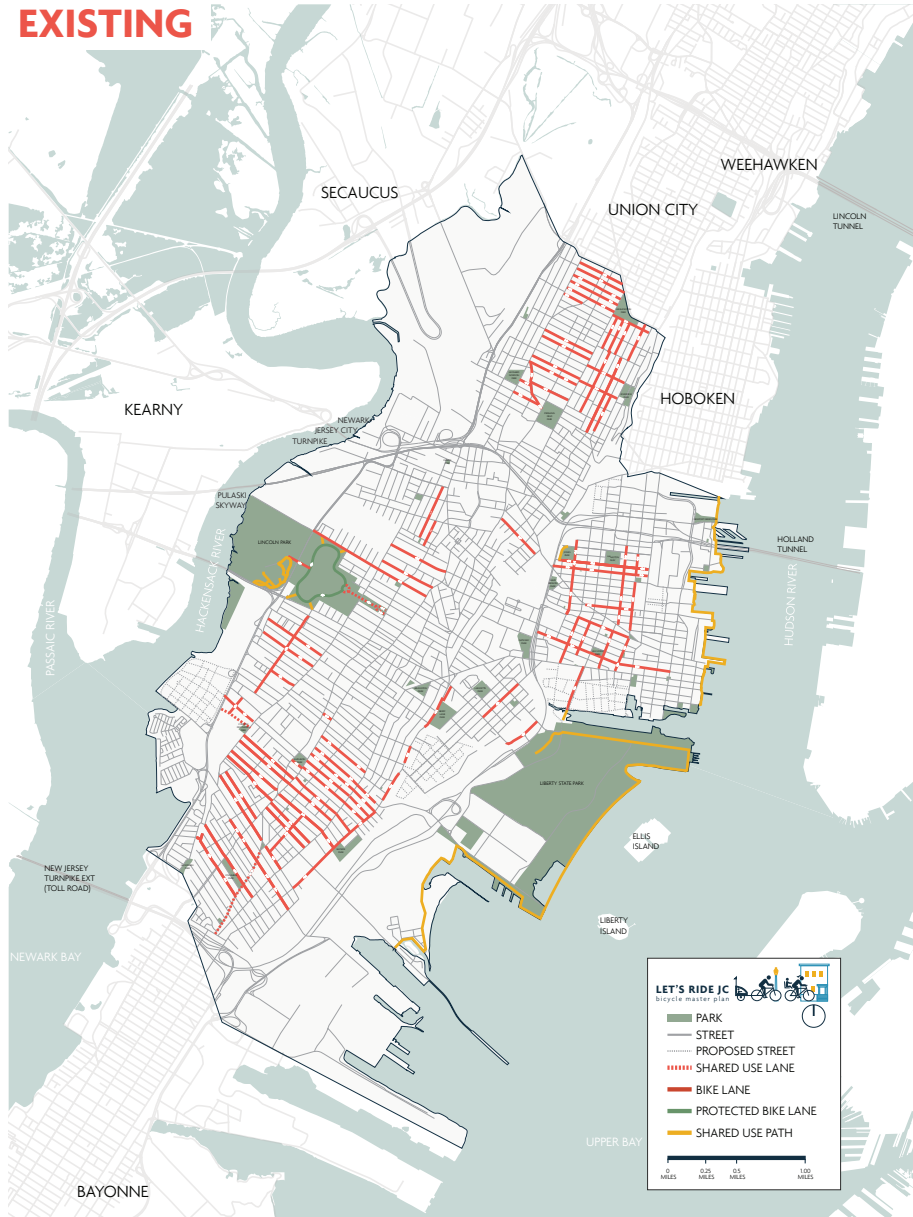 EXISTING
WEEHAWKEN
SECAUCUS
UNION CITY
LINCOLN
TUNNEL
HOBOKEN
KEARNY
NEWARK
JERSEY CITY
TURNPIKE
PULASKI
SKYWAY
LINCOLN PARK
HOLLAND
TUNNEL
HACKENSACK RIVER
HUDSON RIVER
PASSAIC RIVER
LIBERTY STATE PARK
ELLIS
ISLAND
NEW JERSEY
TURNPIKE EXT
(TOLL ROAD)
LIBERTY
ISLAND
NEWARK BAY
LET'S RIDE JC
bicycle master plan
PARK
STREET
PROPOSED STREET
SHARED USE LANE
BIKE LANE
PROTECTED BIKE LANE
SHARED USE PATH
0
MILES
0.25
MILES
0.5
MILES
1.00
MILES
UPPER BAY
BAYONNE